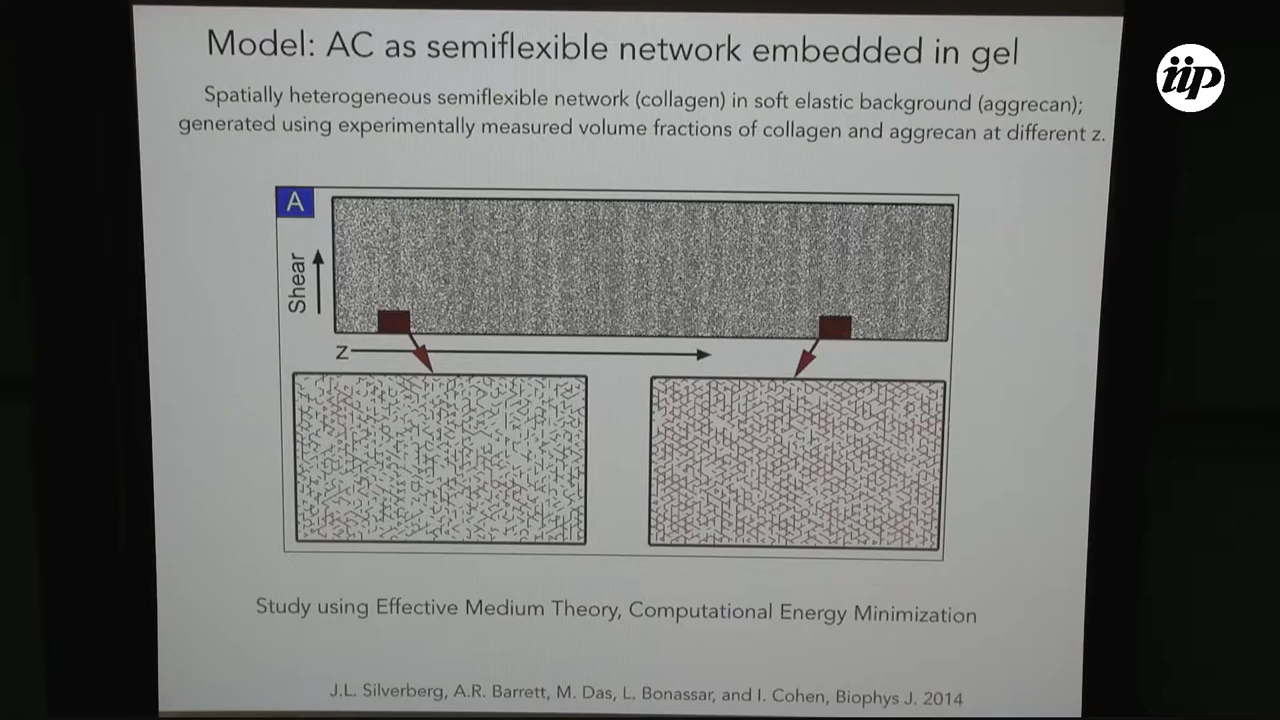 Model: AC as semiflexible network embedded in gel
iip
Spatially heterogeneous semiflexible network (collagen) in soft elastic background (aggrecan);
generated using experimentally measured volume fractions of collagen and aggrecan at different z.
A
Shear
z
Study using Effective Medium Theory, Computational Energy Minimization
J.L. Silverberg, A.R. Barrett, M. Das, L. Bonassar, and I. Cohen, Biophys J. 2014